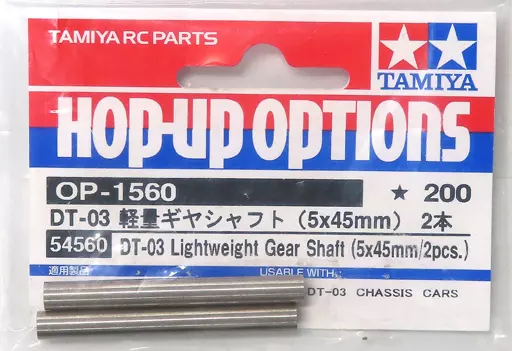 TAMIYA RC PARTS
TAMIYA
HOP-UP OPTIONS
OP-1560 ★ 200
DT-03 軽量ギヤシャフト（5x45mm） 2本
54560 DT-03 Lightweight Gear Shaft (5x45mm/2pcs.)
適用製品 USABLE WITH:
DT-03 CHASSIS CARS